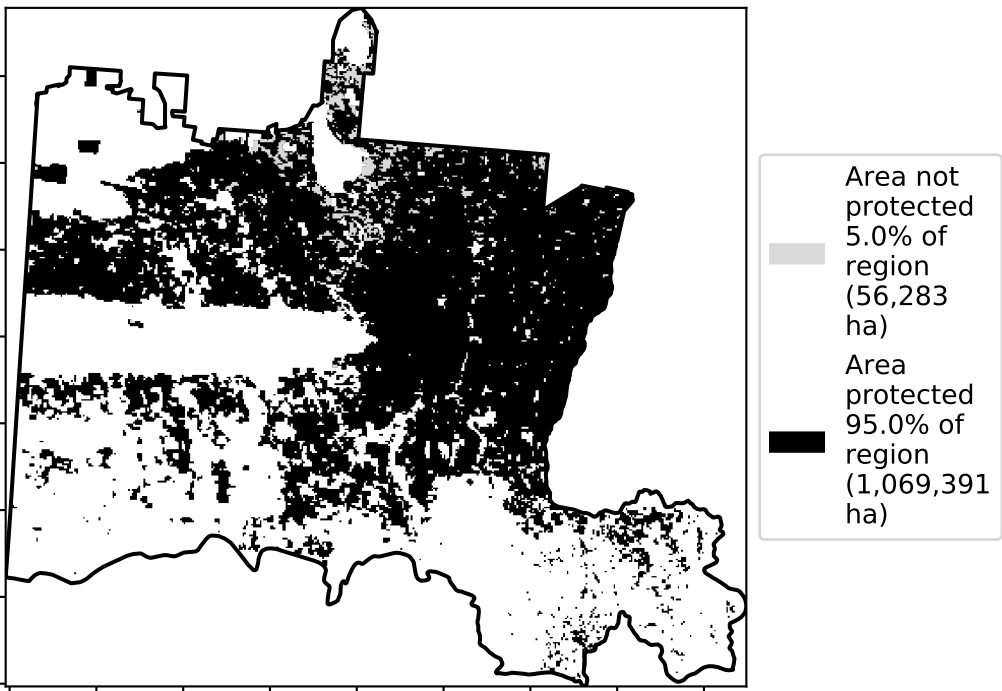 Area not
protected
5.0% of
region
(56,283
ha)
Area
protected
95.0% of
region
(1,069,391
ha)